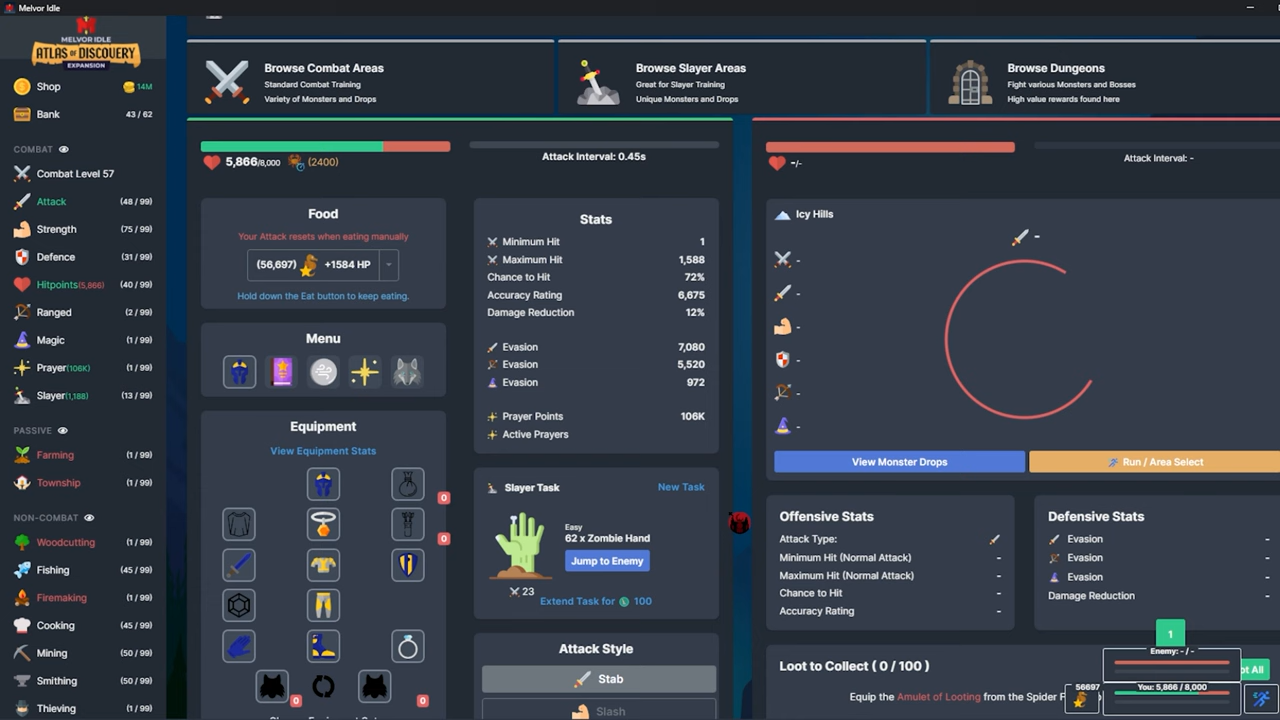 Melvor Idle
MELVOR IDLE
ATLAS OF DISCOVERY
EXPANSION
Shop 14M
Bank 43 / 62
COMBAT
Combat Level 57
Attack (48 / 99)
Strength (75 / 99)
Defence (31 / 99)
Hitpoints(5,866) (40 / 99)
Ranged (2 / 99)
Magic (1 / 99)
Prayer(106K) (1 / 99)
Slayer(1,188) (13 / 99)
PASSIVE
Farming (1 / 99)
Township (1 / 99)
NON-COMBAT
Woodcutting (1 / 99)
Fishing (45 / 99)
Firemaking (1 / 99)
Cooking (45 / 99)
Mining (50 / 99)
Smithing (50 / 99)
Thieving (1 / 99)
Browse Combat Areas
Standard Combat Training
Variety of Monsters and Drops
Browse Slayer Areas
Great for Slayer Training
Unique Monsters and Drops
Browse Dungeons
Fight various Monsters and Bosses
High value rewards found here
5,866/8,000 (2400)
Attack Interval: 0.45s
Food
Your Attack resets when eating manually
(56,697) +1584 HP
Hold down the Eat button to keep eating.
Menu
Equipment
View Equipment Stats
0
0
0
0
Stats
Minimum Hit 1
Maximum Hit 1,588
Chance to Hit 72%
Accuracy Rating 6,675
Damage Reduction 12%
Evasion 7,080
Evasion 5,520
Evasion 972
Prayer Points 106K
Active Prayers
Slayer Task New Task
Easy
62 x Zombie Hand
Jump to Enemy
23
Extend Task for 100
Attack Style
Stab
Slash
-/-
Attack Interval: -
Icy Hills
-
-
-
-
-
-
-
View Monster Drops
Run / Area Select
Offensive Stats
Attack Type:
Minimum Hit (Normal Attack) -
Maximum Hit (Normal Attack) -
Chance to Hit -
Accuracy Rating -
Defensive Stats
Evasion -
Evasion -
Evasion -
Damage Reduction -
Loot to Collect ( 0 / 100 )
Equip the Amulet of Looting from the Spider
1
Enemy: - / -
ot All
56697
You: 5,866 / 8,000